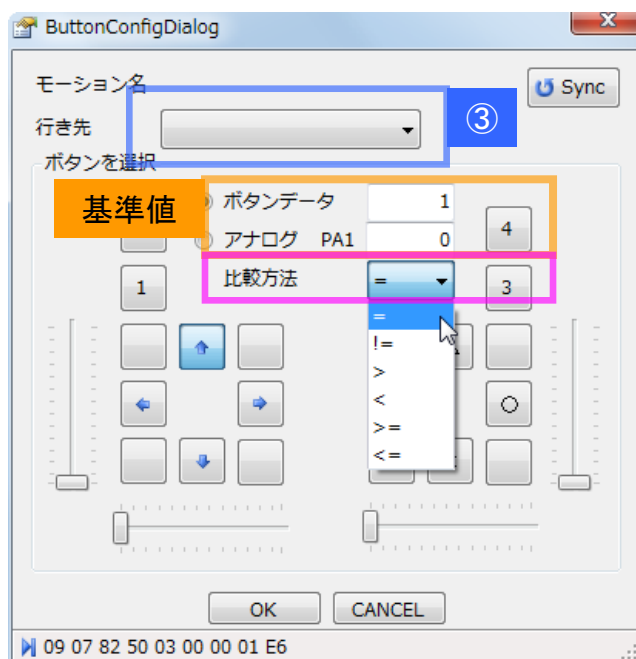 ButtonConfigDialog
x
モーション名
Sync
行き先
③
ボタンを選択
基準値
ボタンデータ 1
アナログ PA1 0
4
比較方法 =
1
3
=
!=
>
<
>=
<=
OK CANCEL
09 07 82 50 03 00 00 01 E6